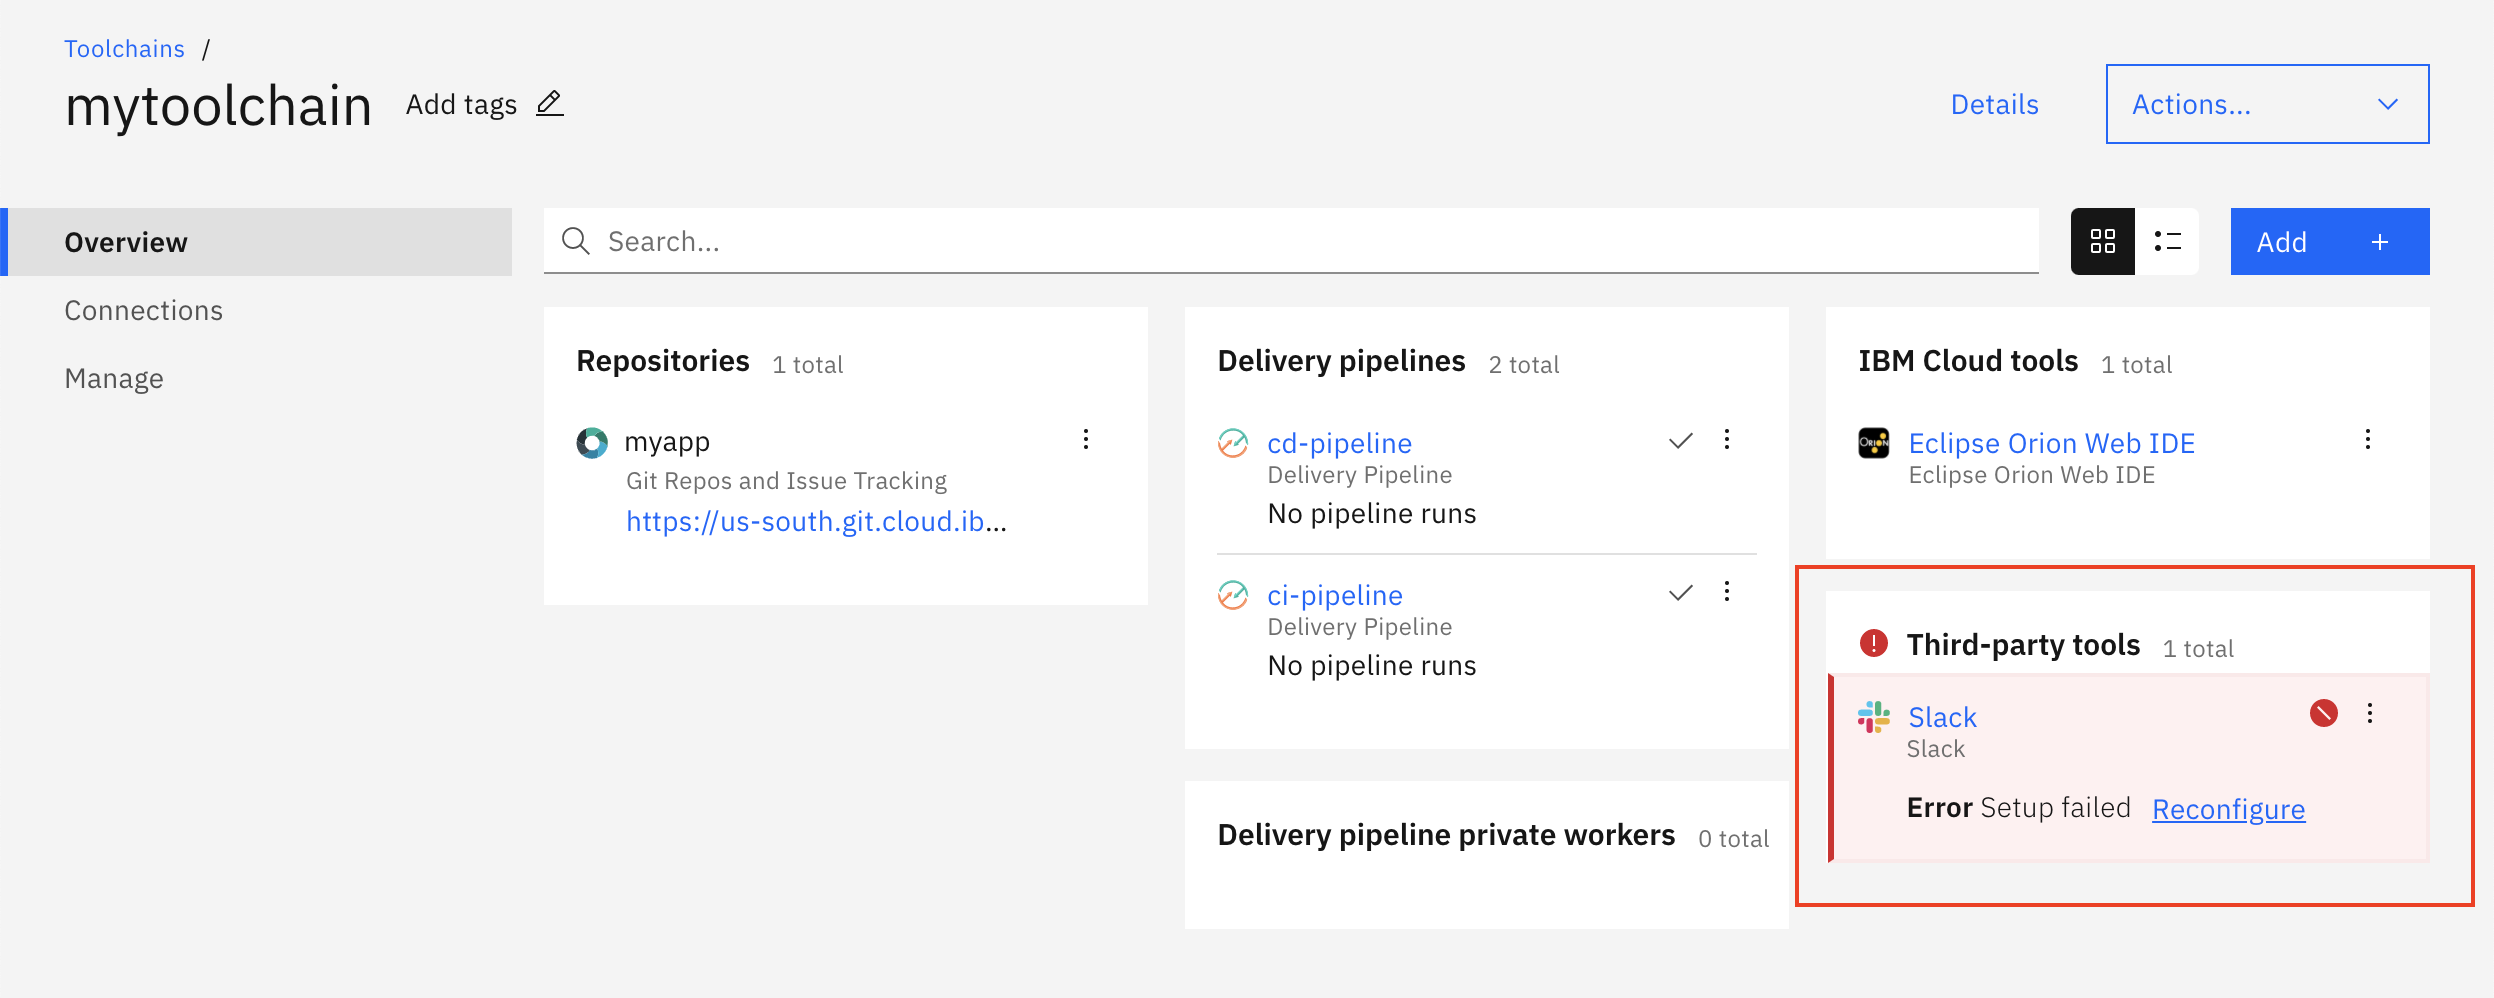 Toolchains /
mytoolchain Add tags
Details
Actions...
Overview
Connections
Manage
Search...
Add +
Repositories 1 total
myapp
Git Repos and Issue Tracking
https://us-south.git.cloud.ib...
Delivery pipelines 2 total
cd-pipeline
Delivery Pipeline
No pipeline runs
ci-pipeline
Delivery Pipeline
No pipeline runs
Delivery pipeline private workers 0 total
IBM Cloud tools 1 total
ORION
Eclipse Orion Web IDE
Eclipse Orion Web IDE
Third-party tools 1 total
Slack
Slack
Error Setup failed Reconfigure